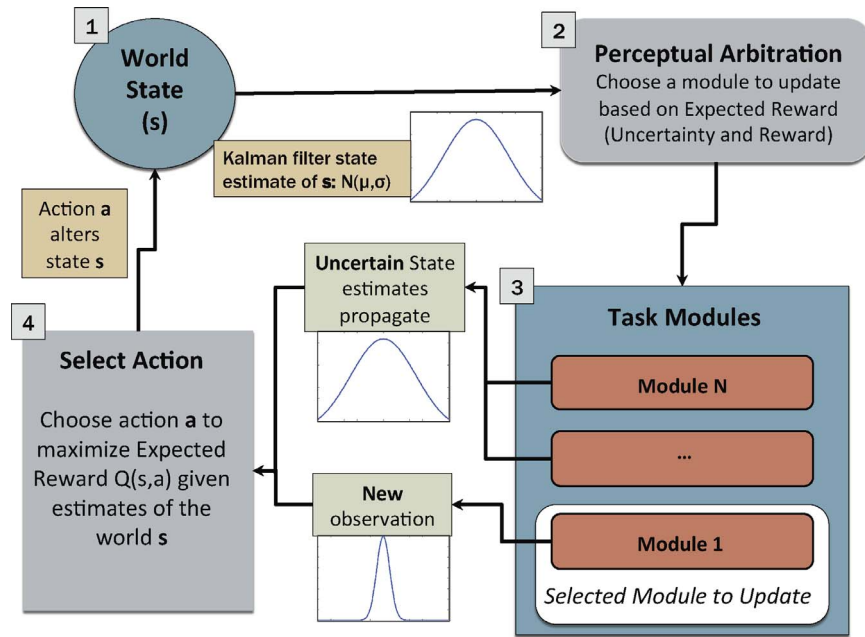 1
World
State
(s)
2
Perceptual Arbitration
Choose a module to update
based on Expected Reward
(Uncertainty and Reward)
Kalman filter state
estimate of s: N(μ,σ)
Action a
alters
state s
Uncertain State
estimates
propagate
3
Task Modules
Module N
...
Module 1
Selected Module to Update
4
Select Action
Choose action a to
maximize Expected
Reward Q(s,a) given
estimates of the
world s
New
observation